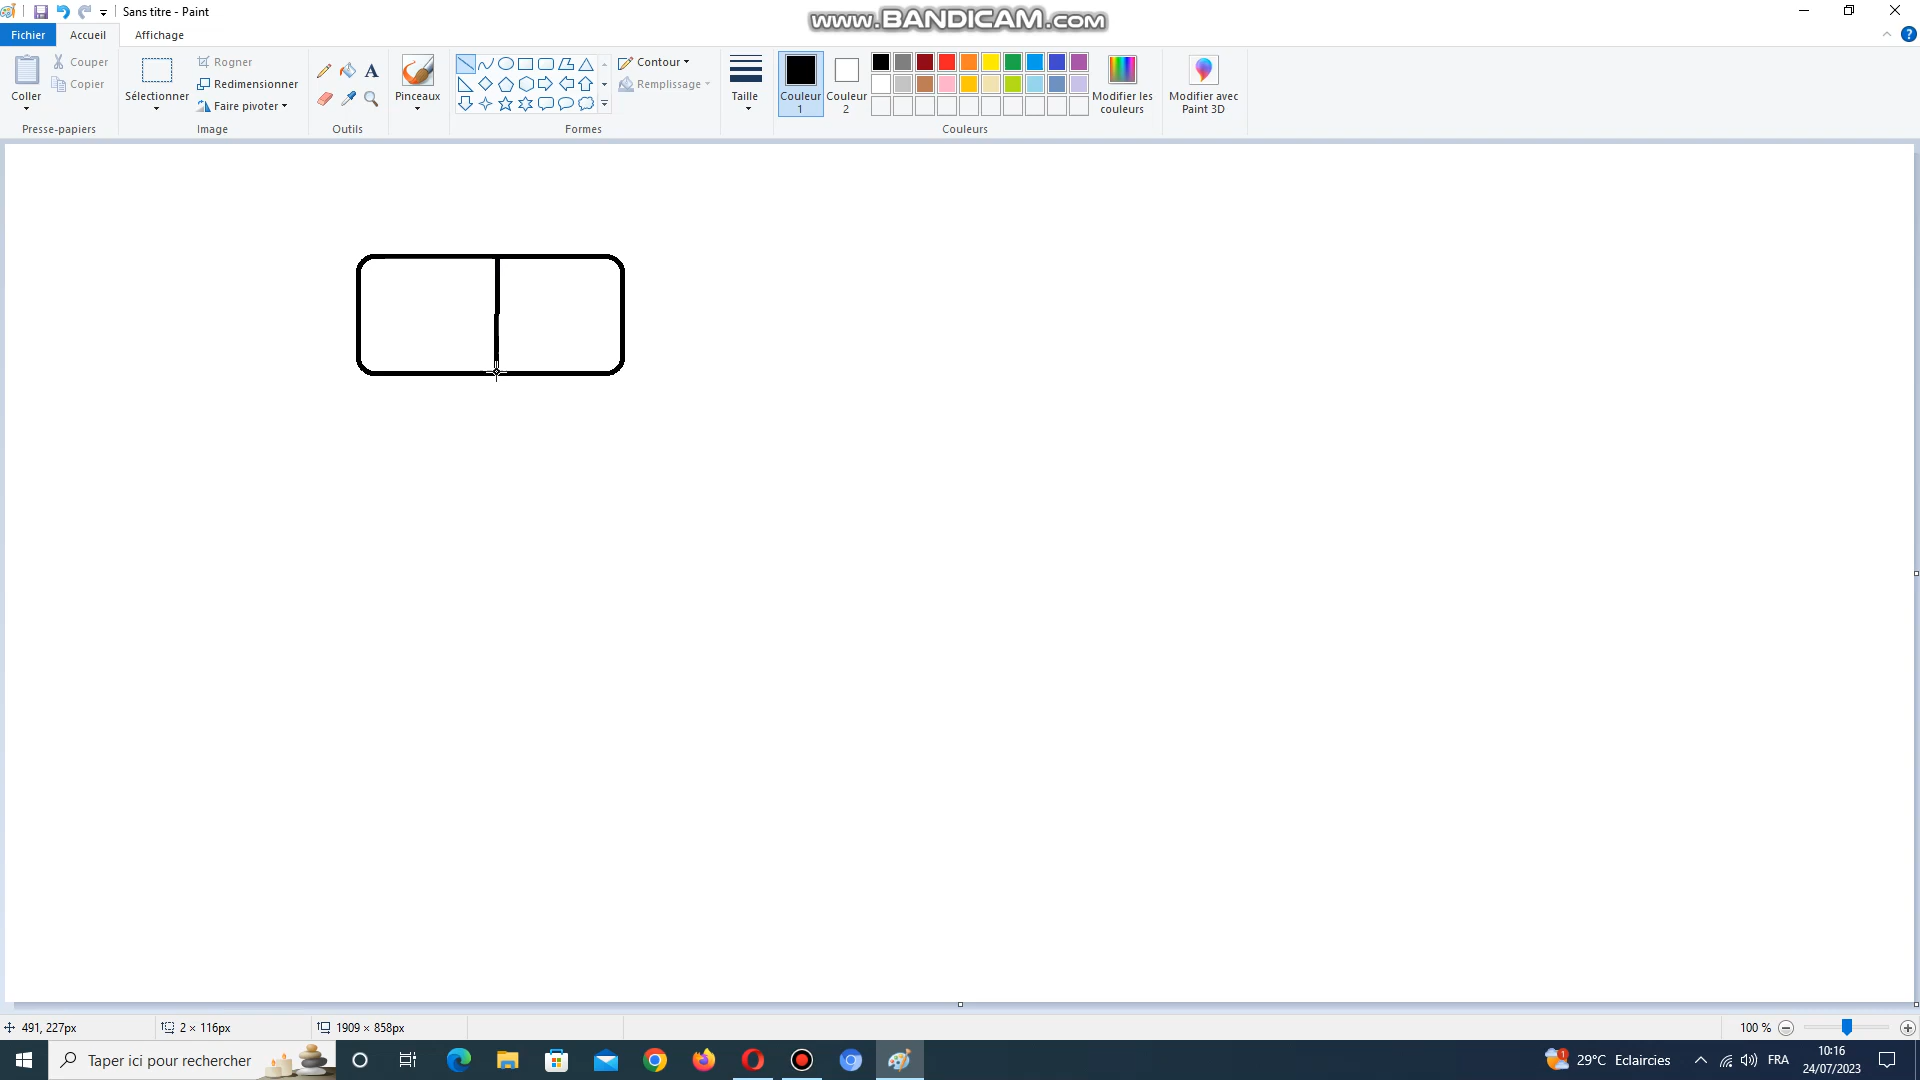 Sans titre - Paint
www.BANDICAM.com
Fichier
Accueil
Affichage
Coller
Couper
Copier
Presse-papiers
Sélectionner
Rogner
Redimensionner
Faire pivoter
Image
A
Outils
Pinceaux
Contour
Remplissage
Formes
Taille
Couleur 1
Couleur 2
Couleurs
Modifier les
couleurs
Modifier avec
Paint 3D
491, 227px
2 × 116px
1909 × 858px
100 %
Taper ici pour rechercher
1
29°C Eclaircies
FRA
10:16
24/07/2023